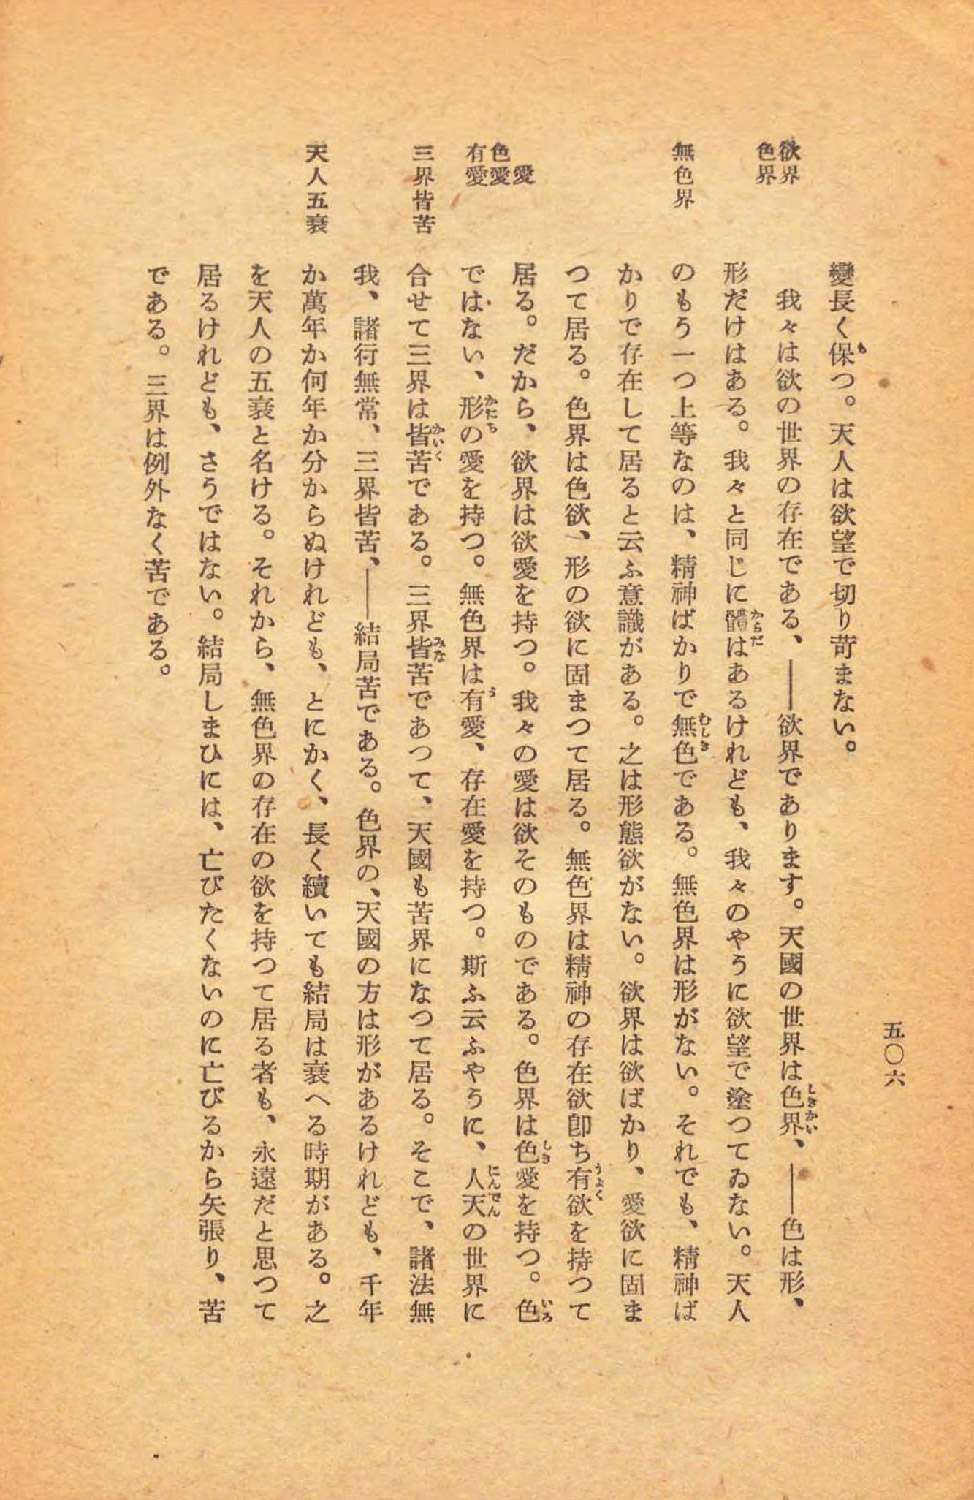 五〇六
欲界
色界
無色界
愛
色愛
有愛
三界皆苦
天人五衰
變長く保つ。天人は欲望で切り苛まない。
我々は欲の世界の存在である、――欲界であります。天國の世界は色界、――色は形、
形だけはある。我々と同じに體はあるけれども、我々のやうに欲望で塗つてゐない。天人
のもう一つ上等なのは、精神ばかりで無色である。無色界は形がない。それでも、精神ば
かりで存在して居ると云ふ意識がある。之は形態欲がない。欲界は欲ばかり、愛欲に固ま
つて居る。色界は色欲、形の欲に固まつて居る。無色界は精神の存在欲卽ち有欲を持つて
居る。だから、欲界は欲愛を持つ。我々の愛は欲そのものである。色界は色愛を持つ。色
ではない、形の愛を持つ。無色界は有愛、存在愛を持つ。斯ふ云ふやうに、人天の世界に
合せて三界は皆苦である。三界皆苦であつて、天國も苦界になつて居る。そこで、諸法無
我、諸行無常、三界皆苦、――結局苦である。色界の、天國の方は形があるけれども、千年
か萬年か何年か分からぬけれども、とにかく、長く續いても結局は衰へる時期がある。之
を天人の五衰と名ける。それから、無色界の存在の欲を持つて居る者も、永遠だと思つて
居るけれども、さうではない。結局しまひには、亡びたくないのに亡びるから矢張り、苦
である。三界は例外なく苦である。